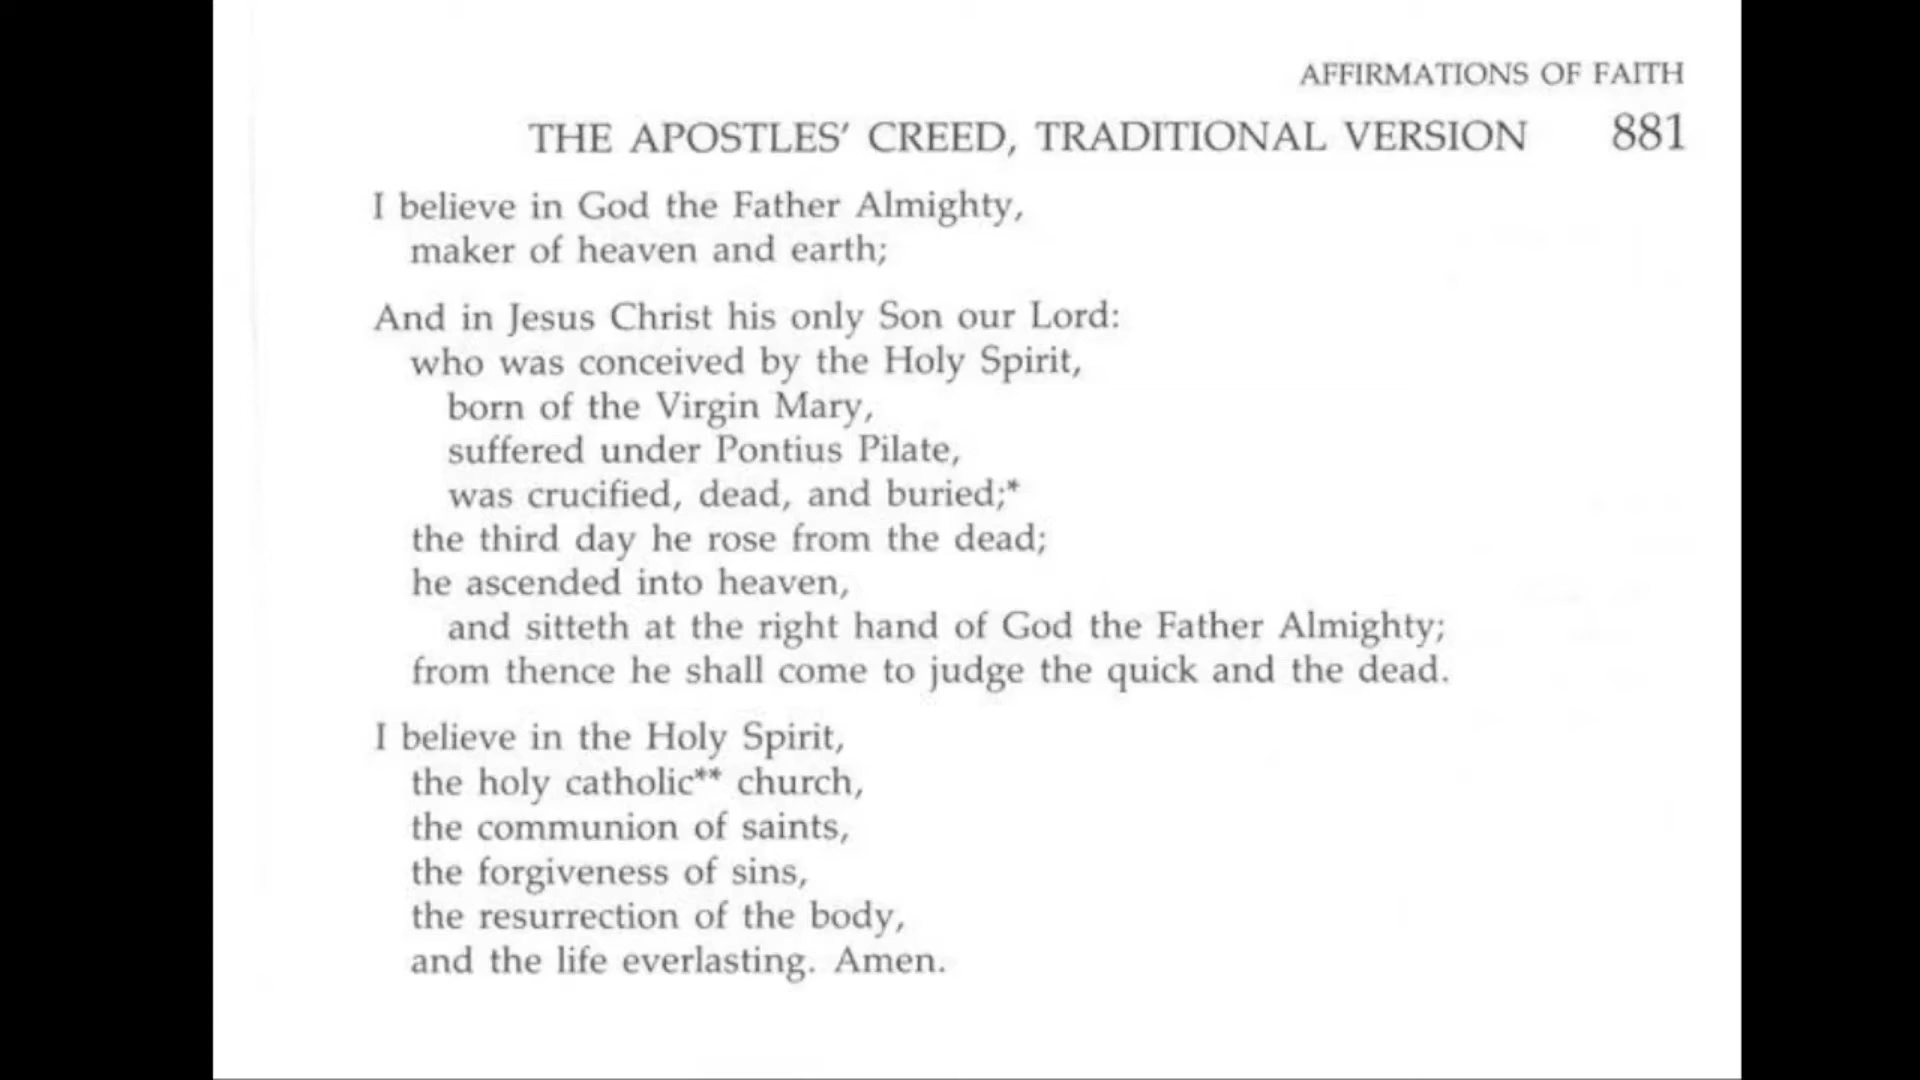 AFFIRMATIONS OF FAITH
THE APOSTLES' CREED, TRADITIONAL VERSION 881
I believe in God the Father Almighty,
maker of heaven and earth;
And in Jesus Christ his only Son our Lord:
who was conceived by the Holy Spirit,
born of the Virgin Mary,
suffered under Pontius Pilate,
was crucified, dead, and buried;*
the third day he rose from the dead;
he ascended into heaven,
and sitteth at the right hand of God the Father Almighty;
from thence he shall come to judge the quick and the dead.
I believe in the Holy Spirit,
the holy catholic** church,
the communion of saints,
the forgiveness of sins,
the resurrection of the body,
and the life everlasting. Amen.